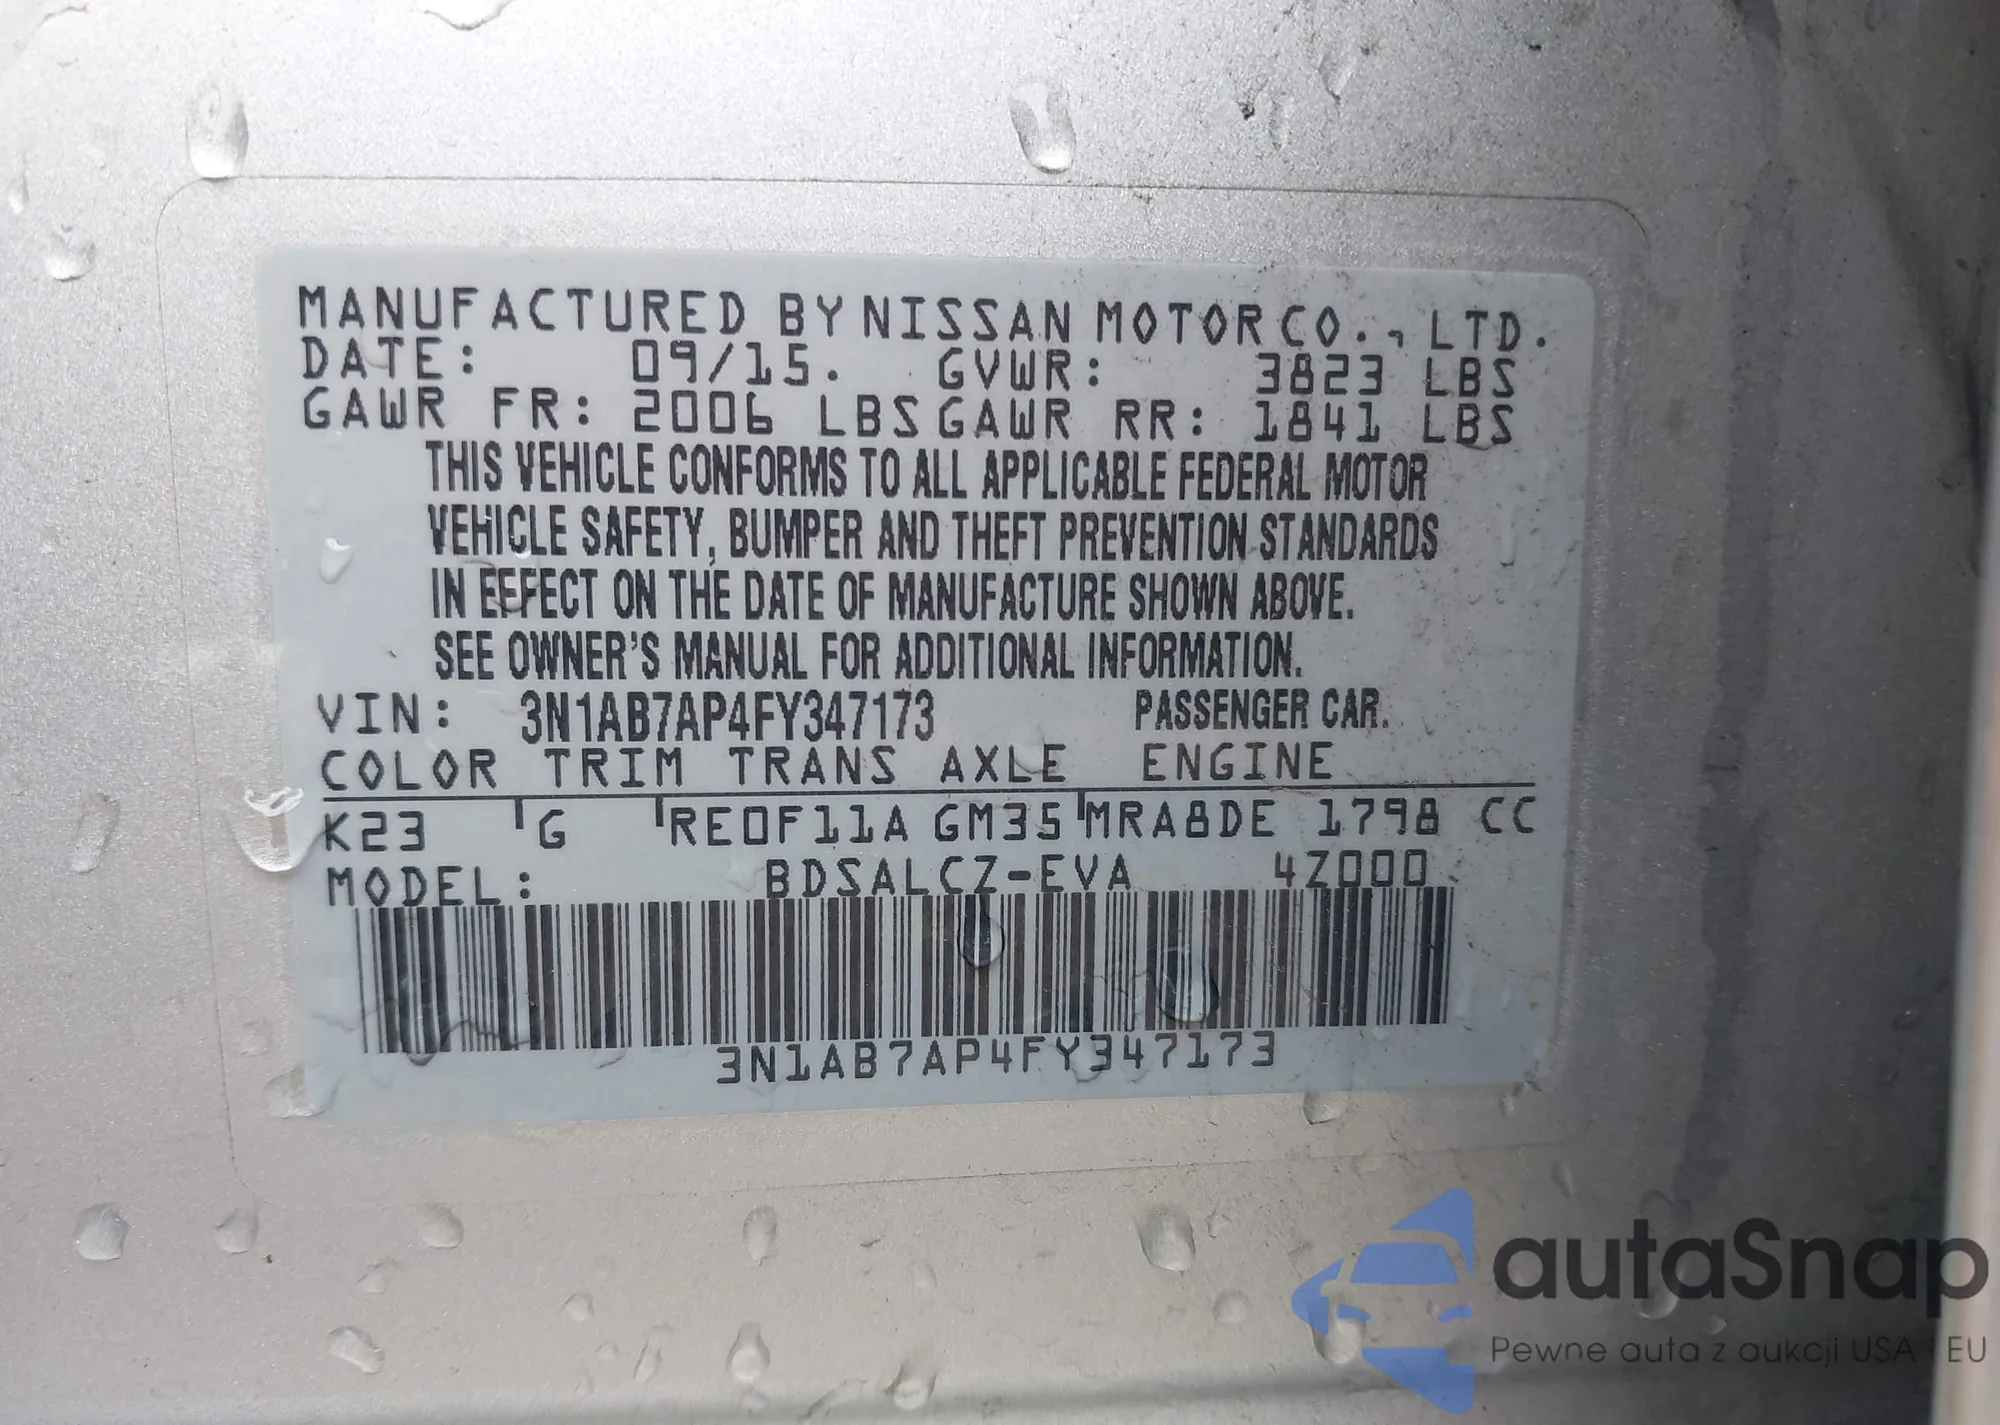 MANUFACTURED BY NISSAN MOTOR CO., LTD.
DATE: 09/15. GVWR: 3823 LBS
GAWR FR: 2006 LBS GAWR RR: 1841 LBS
THIS VEHICLE CONFORMS TO ALL APPLICABLE FEDERAL MOTOR
VEHICLE SAFETY, BUMPER AND THEFT PREVENTION STANDARDS
IN EFFECT ON THE DATE OF MANUFACTURE SHOWN ABOVE.
SEE OWNER'S MANUAL FOR ADDITIONAL INFORMATION.
VIN: 3N1AB7AP4FY347173 PASSENGER CAR.
COLOR TRIM TRANS AXLE ENGINE
K23 G RE0F11A GM35 MRA8DE 1798 CC
MODEL: BDSALCZ-EVA 4Z000
3N1AB7AP4FY347173
autaSnap
Pewne auta z aukcji USA i EU